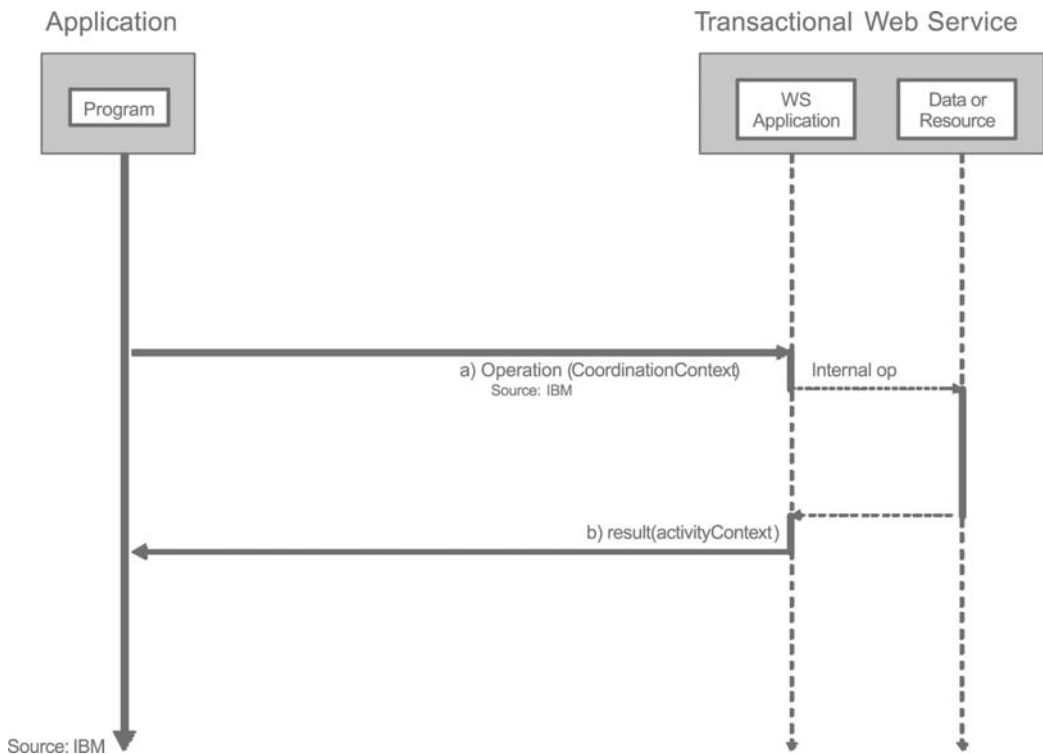 Application
Transactional Web Service
Program
WS
Application
Data or
Resource
a) Operation (CoordinationContext)
Source: IBM
Internal op
b) result(activityContext)
Source: IBM